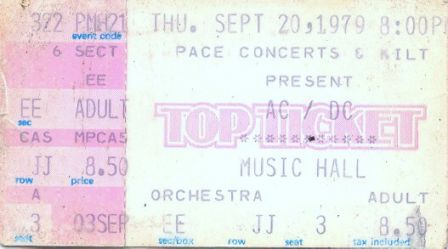 322 PMH21 THU. SEPT 20,1979 8:00P
event code
6 SECT PACE CONCERTS & KILT
EE PRESENT
EE ADULT AC / DC
sec
TOP TICKET
CAS MPCA5 **********
JJ 8.50 MUSIC HALL
row price
A ORCHESTRA ADULT
3 03SEP EE JJ 3 8.50
seat sec/box row seat tax included